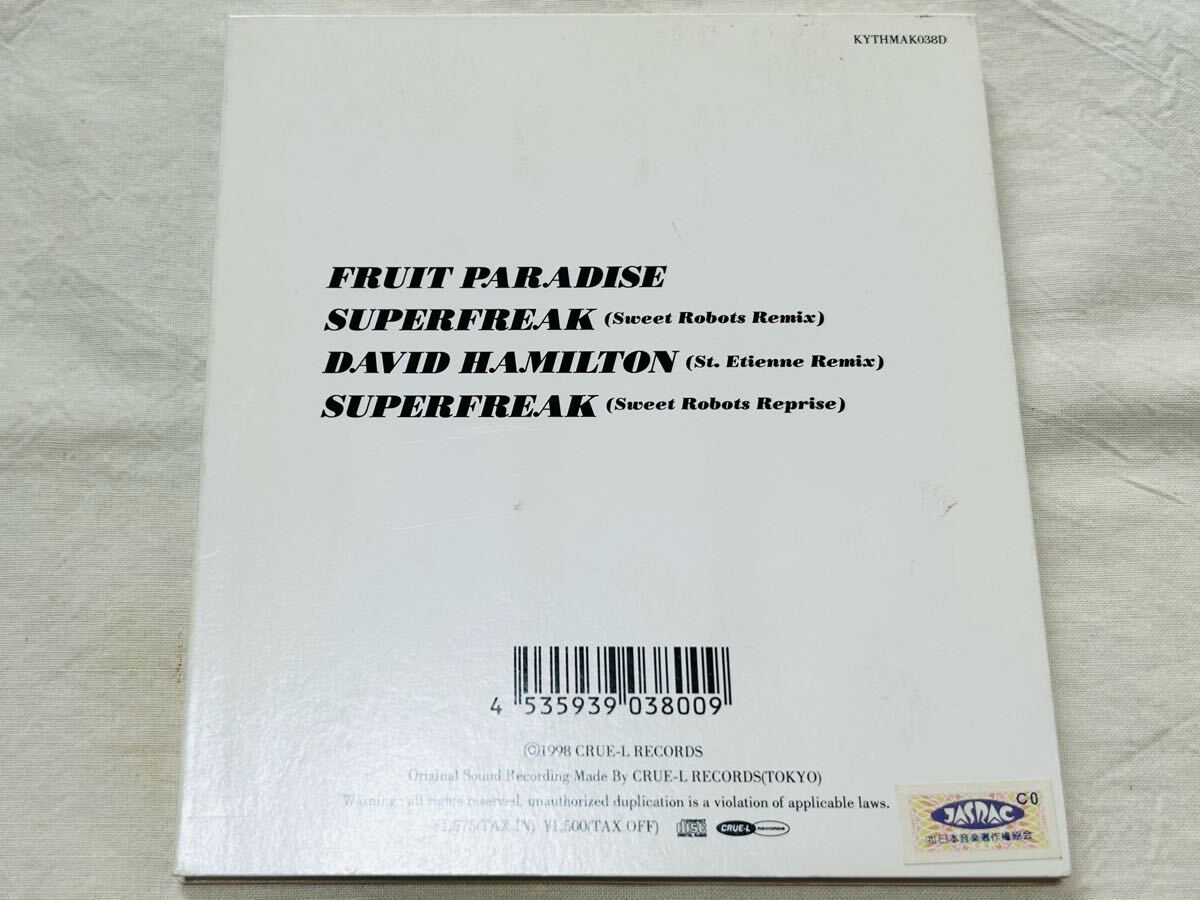 KYTHMAK038D
FRUIT PARADISE
SUPERFREAK (Sweet Robots Remix)
DAVID HAMILTON (St. Etienne Remix)
SUPERFREAK (Sweet Robots Reprise)
4 535939 038009
©1998 CRUE-L RECORDS
Original Sound Recording Made By CRUE-L RECORDS(TOKYO)
Warning : all rights reserved, unauthorized duplication is a violation of applicable laws.
¥1,575(TAX IN) ¥1,500(TAX OFF) disc CRUE-L RECORDS
C0
JASRAC
(社)日本音楽著作権協会